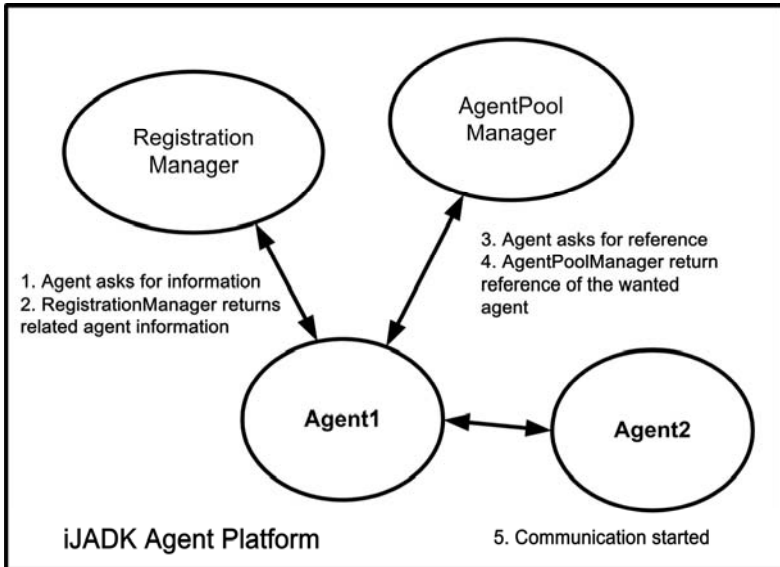 Registration
Manager
AgentPool
Manager
1. Agent asks for information
2. RegistrationManager returns
related agent information
3. Agent asks for reference
4. AgentPoolManager return
reference of the wanted
agent
Agent1
Agent2
5. Communication started
iJADK Agent Platform